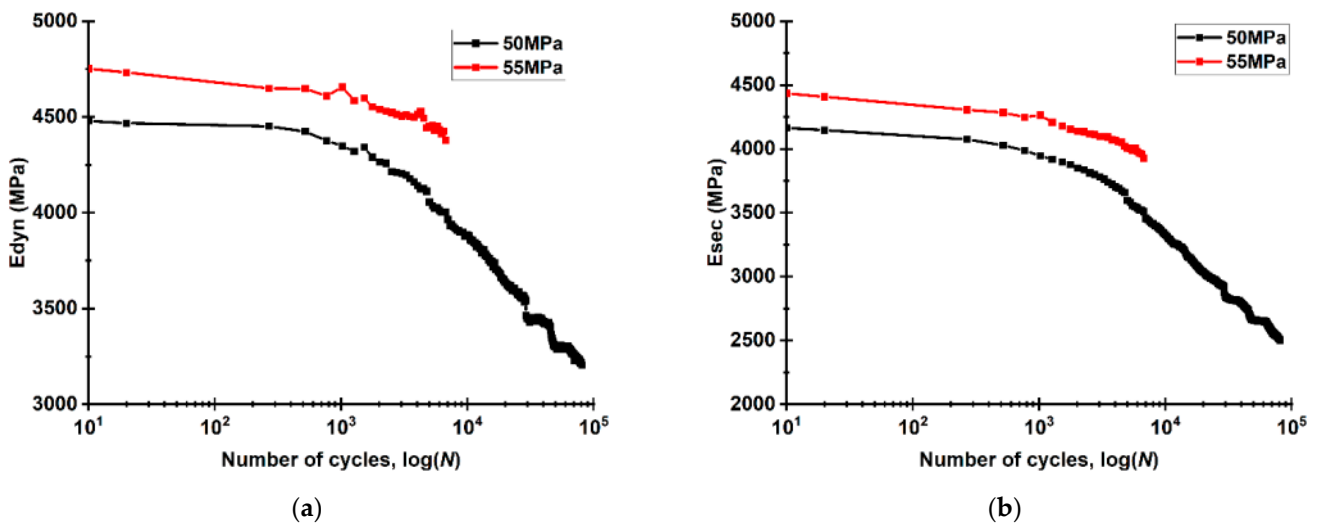 5000
4500
4000
3500
3000
Edyn (MPa)
50MPa
55MPa
10^1
10^2
10^3
10^4
10^5
Number of cycles, log(N)
(a)
5000
4500
4000
3500
3000
2500
2000
Esec (MPa)
50MPa
55MPa
10^1
10^2
10^3
10^4
10^5
Number of cycles, log(N)
(b)